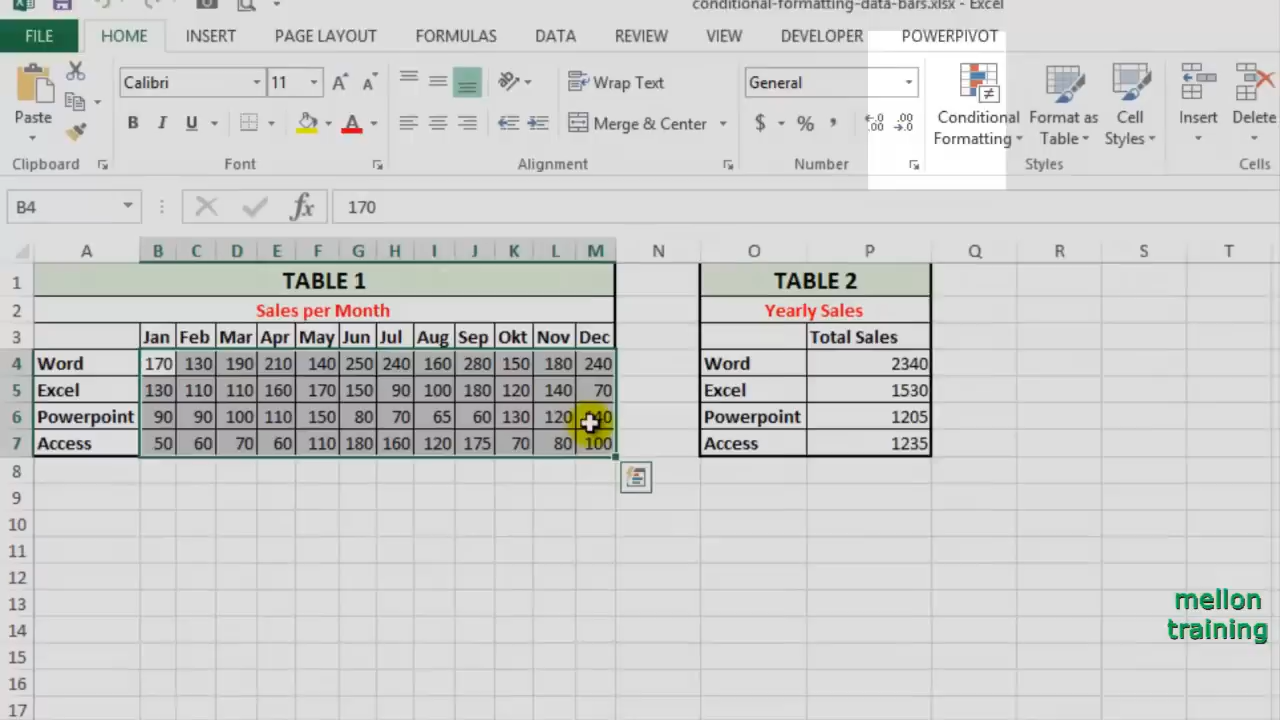 conditional-formatting-data-bars.xlsx - Excel
FILE HOME INSERT PAGE LAYOUT FORMULAS DATA REVIEW VIEW DEVELOPER POWERPIVOT
Calibri 11 Wrap Text General
Paste B I U A Merge & Center $ % , Conditional Formatting Format as Table Cell Styles Insert Delete
Clipboard Font Alignment Number Styles Cells
B4 fx 170
A B C D E F G H I J K L M N O P Q R S T
1 TABLE 1 TABLE 2
2 Sales per Month Yearly Sales
3 Jan Feb Mar Apr May Jun Jul Aug Sep Okt Nov Dec Total Sales
4 Word 170 130 190 210 140 250 240 160 280 150 180 240 Word 2340
5 Excel 130 110 110 160 170 150 90 100 180 120 140 70 Excel 1530
6 Powerpoint 90 90 100 110 150 80 70 65 60 130 120 Powerpoint 1205
7 Access 50 60 70 60 110 180 160 120 175 70 80 100 Access 1235
8
9
10
11
12
13
14
15
16
17
mellon
training